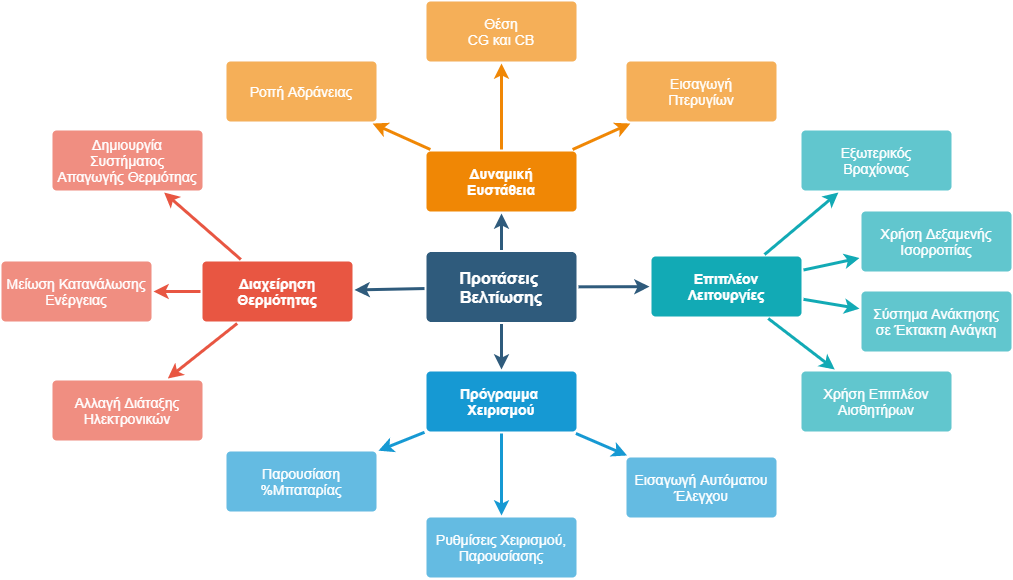 Θέση
CG και CB
Ροπή Αδράνειας
Εισαγωγή
Πτερυγίων
Δυναμική
Ευστάθεια
Δημιουργία
Συστήματος
Απαγωγής Θερμότηας
Εξωτερικός
Βραχίονας
Χρήση Δεξαμενής
Ισορροπίας
Μείωση Κατανάλωσης
Ενέργειας
Διαχείρηση
Θερμότητας
Προτάσεις
Βελτίωσης
Επιπλέον
Λειτουργίες
Σύστημα Ανάκτησης
σε Έκτακτη Ανάγκη
Αλλαγή Διάταξης
Ηλεκτρονικών
Πρόγραμμα
Χειρισμού
Χρήση Επιπλέον
Αισθητήρων
Παρουσίαση
%Μπαταρίας
Ρυθμίσεις Χειρισμού,
Παρουσίασης
Εισαγωγή Αυτόματου
Έλεγχου